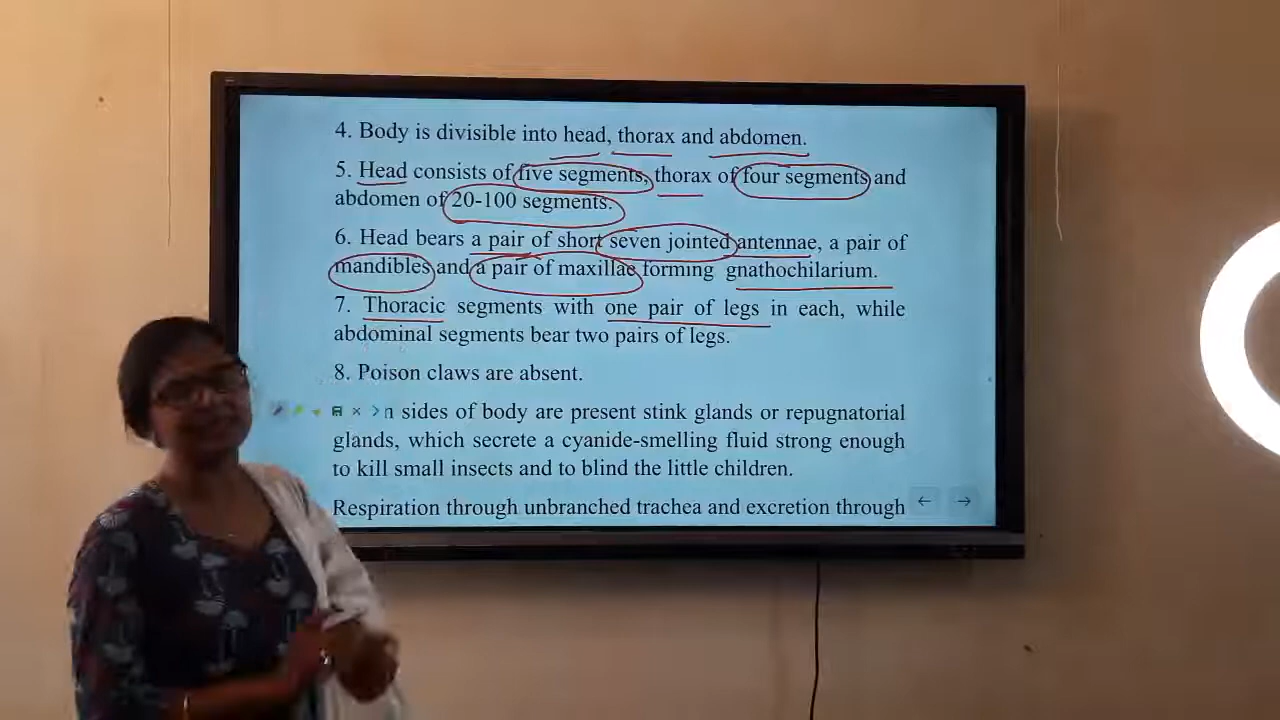 4. Body is divisible into head, thorax and abdomen.
5. Head consists of five segments, thorax of four segments and
abdomen of 20-100 segments.
6. Head bears a pair of short seven jointed antennae, a pair of
mandibles and a pair of maxillae forming gnathochilarium.
7. Thoracic segments with one pair of legs in each, while
abdominal segments bear two pairs of legs.
8. Poison claws are absent.
n sides of body are present stink glands or repugnatorial
glands, which secrete a cyanide-smelling fluid strong enough
to kill small insects and to blind the little children.
Respiration through unbranched trachea and excretion through